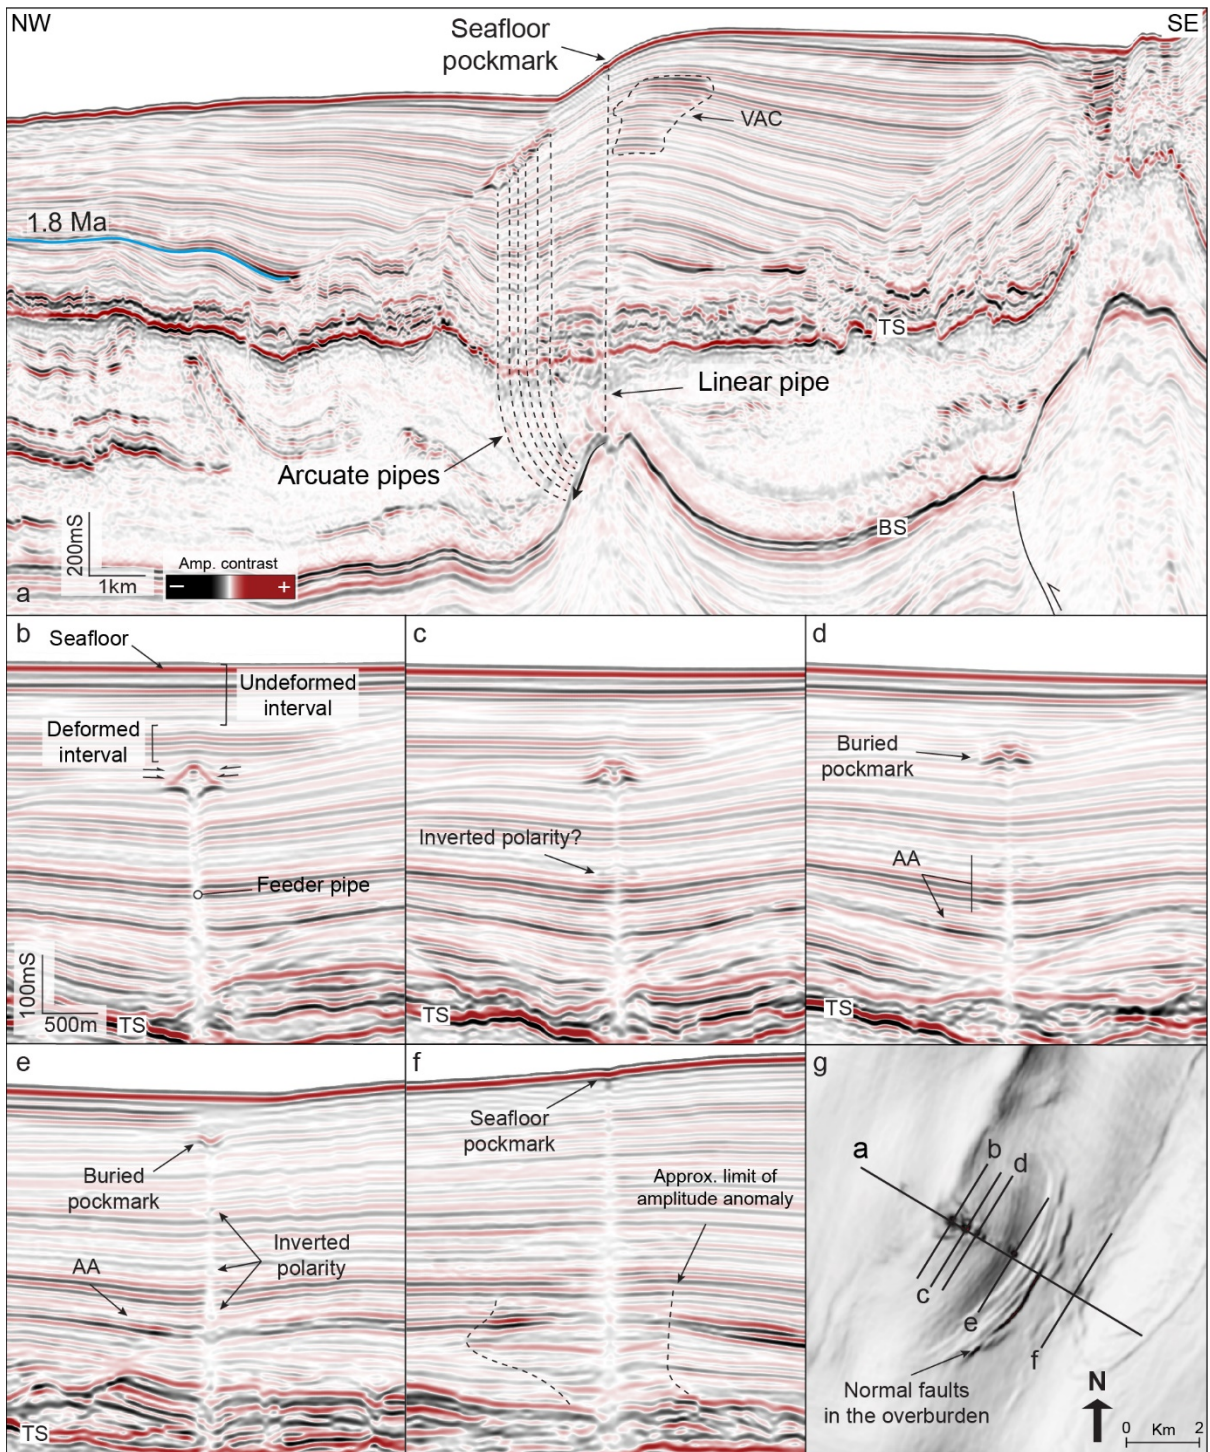 NW
SE
Seafloor
pockmark
VAC
1.8 Ma
TS
Linear pipe
Arcuate pipes
BS
200mS
1km
Amp. contrast
− +
a
b
Seafloor
Undeformed
interval
Deformed
interval
Feeder pipe
100mS
500m
TS
c
Inverted polarity?
TS
d
Buried
pockmark
AA
TS
e
Buried
pockmark
Inverted
polarity
AA
TS
f
Seafloor
pockmark
Approx. limit of
amplitude anomaly
g
a
b
d
c
e
f
Normal faults
in the overburden
N
0 Km 2